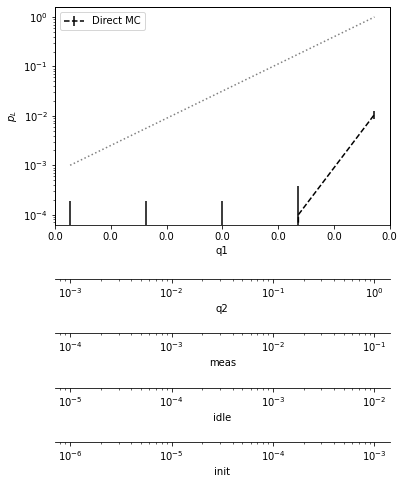 Direct MC
10⁰
10⁻¹
10⁻²
10⁻³
10⁻⁴
p_L
0.0 0.0 0.0 0.0 0.0 0.0 0.0
q1
10⁻³ 10⁻² 10⁻¹ 10⁰
q2
10⁻⁴ 10⁻³ 10⁻² 10⁻¹
meas
10⁻⁵ 10⁻⁴ 10⁻³ 10⁻²
idle
10⁻⁶ 10⁻⁵ 10⁻⁴ 10⁻³
init